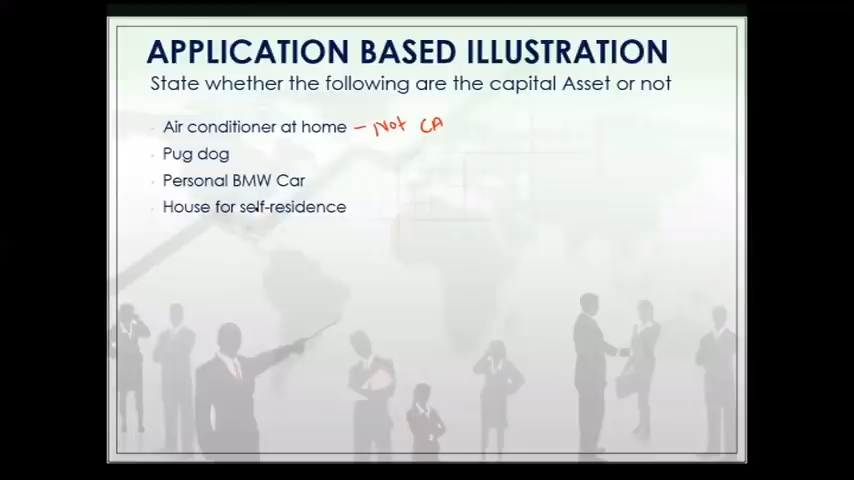 APPLICATION BASED ILLUSTRATION
State whether the following are the capital Asset or not
Air conditioner at home – Not CA
Pug dog
Personal BMW Car
House for self-residence